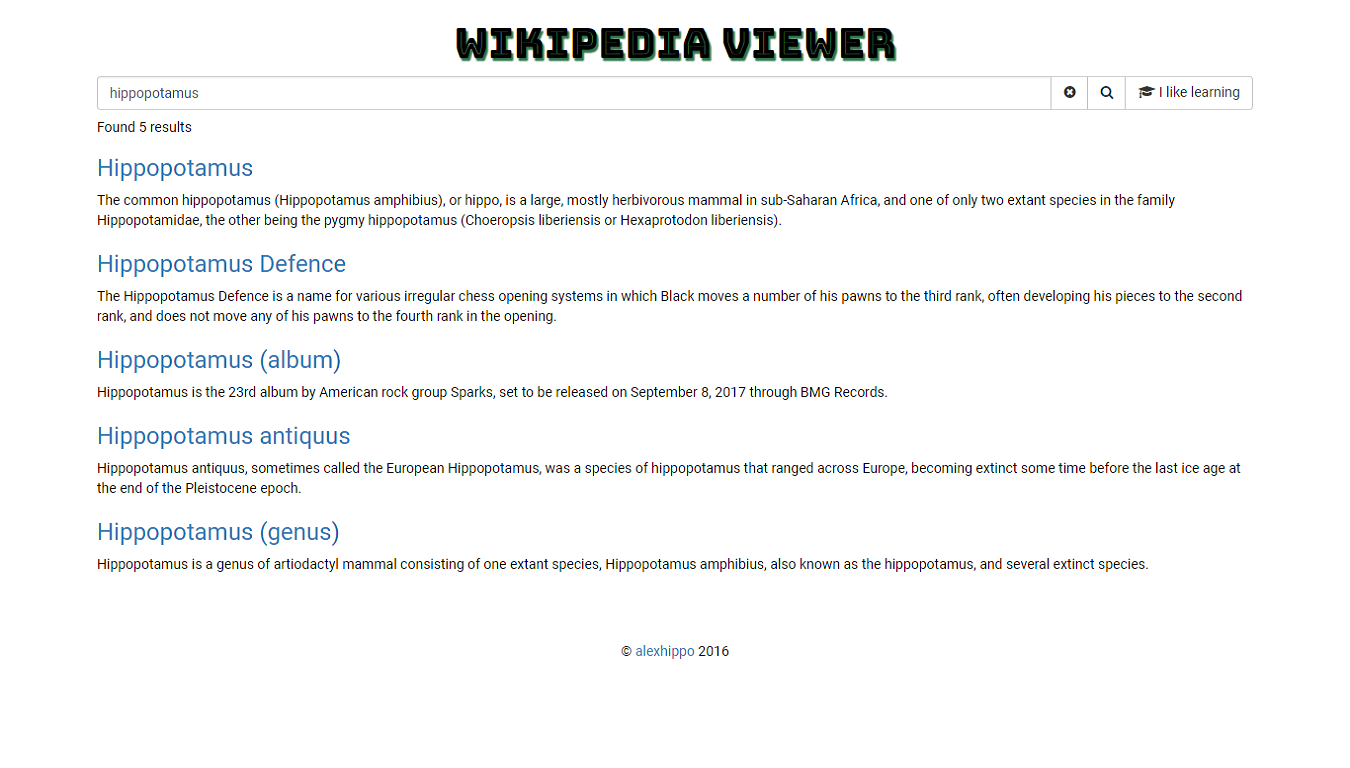 WIKIPEDIA VIEWER
hippopotamus
I like learning
Found 5 results
Hippopotamus
The common hippopotamus (Hippopotamus amphibius), or hippo, is a large, mostly herbivorous mammal in sub-Saharan Africa, and one of only two extant species in the family
Hippopotamidae, the other being the pygmy hippopotamus (Choeropsis liberiensis or Hexaprotodon liberiensis).
Hippopotamus Defence
The Hippopotamus Defence is a name for various irregular chess opening systems in which Black moves a number of his pawns to the third rank, often developing his pieces to the second
rank, and does not move any of his pawns to the fourth rank in the opening.
Hippopotamus (album)
Hippopotamus is the 23rd album by American rock group Sparks, set to be released on September 8, 2017 through BMG Records.
Hippopotamus antiquus
Hippopotamus antiquus, sometimes called the European Hippopotamus, was a species of hippopotamus that ranged across Europe, becoming extinct some time before the last ice age at
the end of the Pleistocene epoch.
Hippopotamus (genus)
Hippopotamus is a genus of artiodactyl mammal consisting of one extant species, Hippopotamus amphibius, also known as the hippopotamus, and several extinct species.
© alexhippo 2016